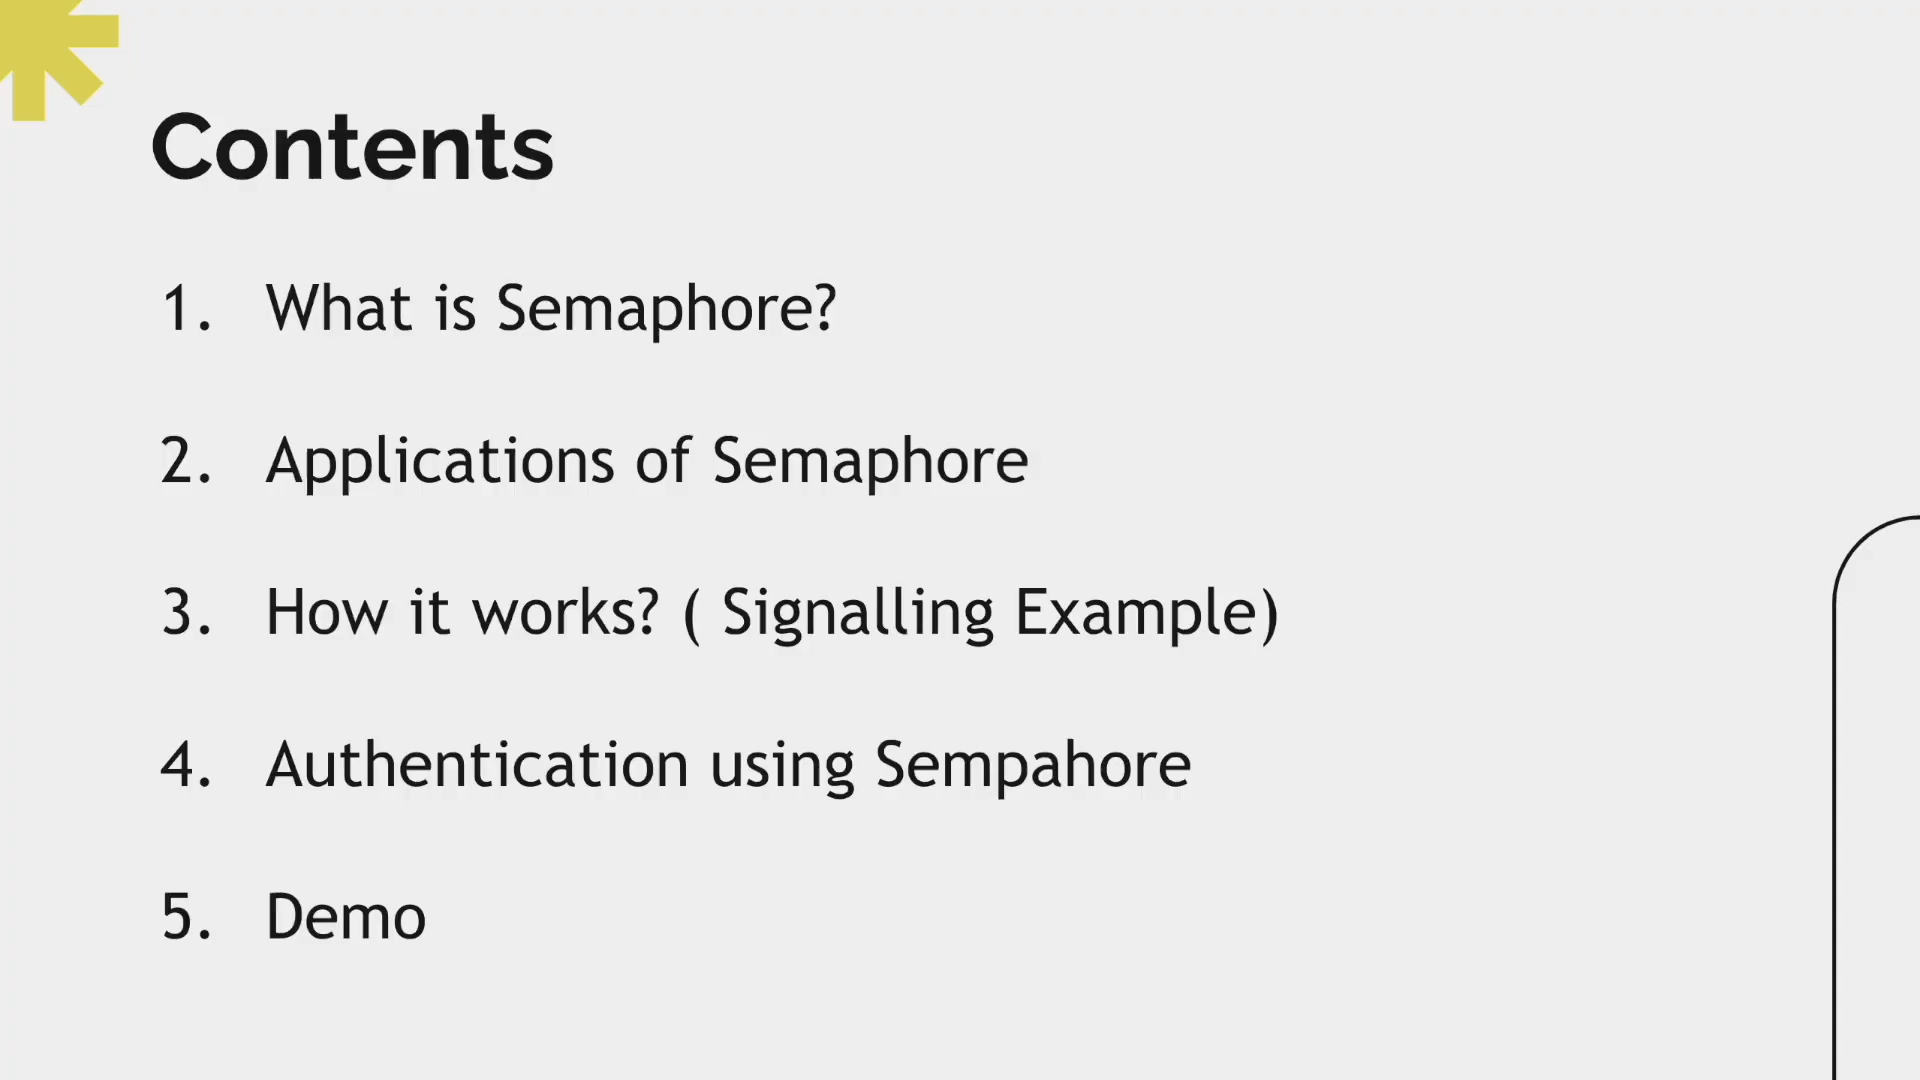 Contents
1. What is Semaphore?
2. Applications of Semaphore
3. How it works? ( Signalling Example)
4. Authentication using Sempahore
5. Demo